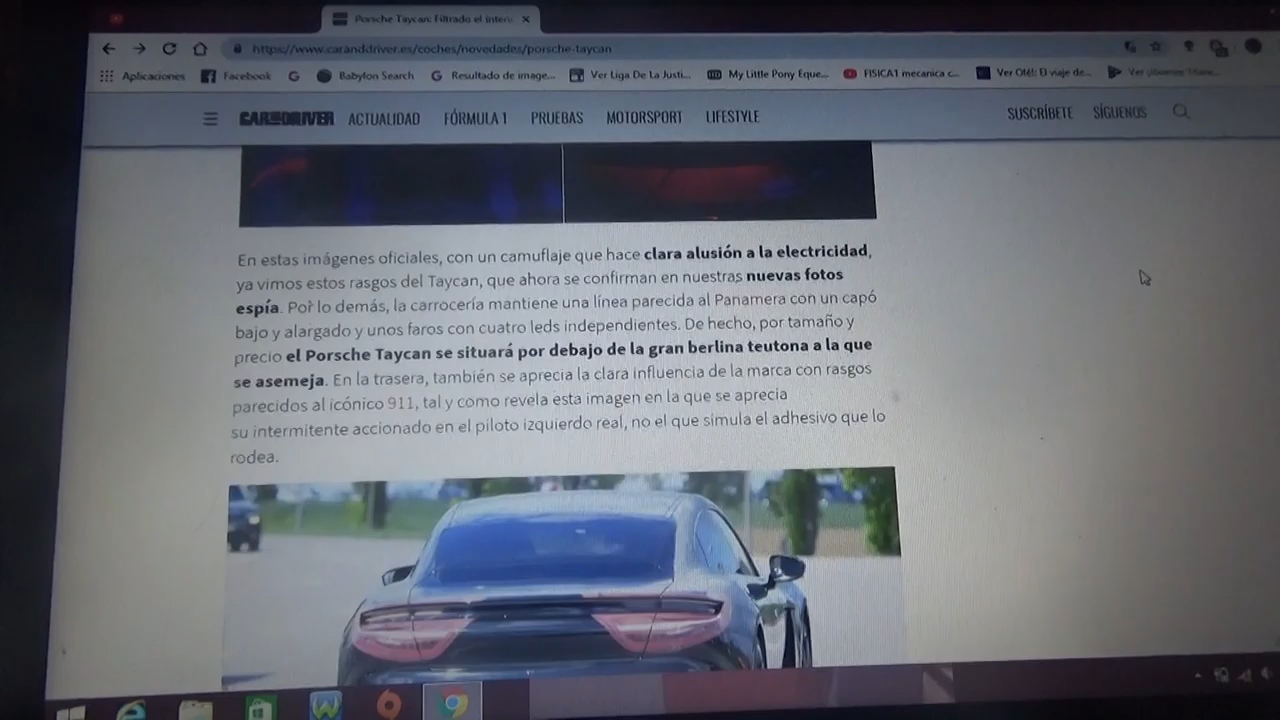 Porsche Taycan: Filtrado el interi
https://www.caranddriver.es/coches/novedades/porsche-taycan
Aplicaciones Facebook Babylon Search Resultado de image... Ver Liga De La Justi... My Little Pony Eque... FISICA1 mecanica c... Ver Olé!: El viaje de... Ver
CAR AND DRIVER ACTUALIDAD FÓRMULA 1 PRUEBAS MOTORSPORT LIFESTYLE SUSCRÍBETE SÍGUENOS
En estas imágenes oficiales, con un camuflaje que hace clara alusión a la electricidad,
ya vimos estos rasgos del Taycan, que ahora se confirman en nuestras nuevas fotos
espía. Por lo demás, la carrocería mantiene una línea parecida al Panamera con un capó
bajo y alargado y unos faros con cuatro leds independientes. De hecho, por tamaño y
precio el Porsche Taycan se situará por debajo de la gran berlina teutona a la que
se asemeja. En la trasera, también se aprecia la clara influencia de la marca con rasgos
parecidos al icónico 911, tal y como revela esta imagen en la que se aprecia
su intermitente accionado en el piloto izquierdo real, no el que simula el adhesivo que lo
rodea.